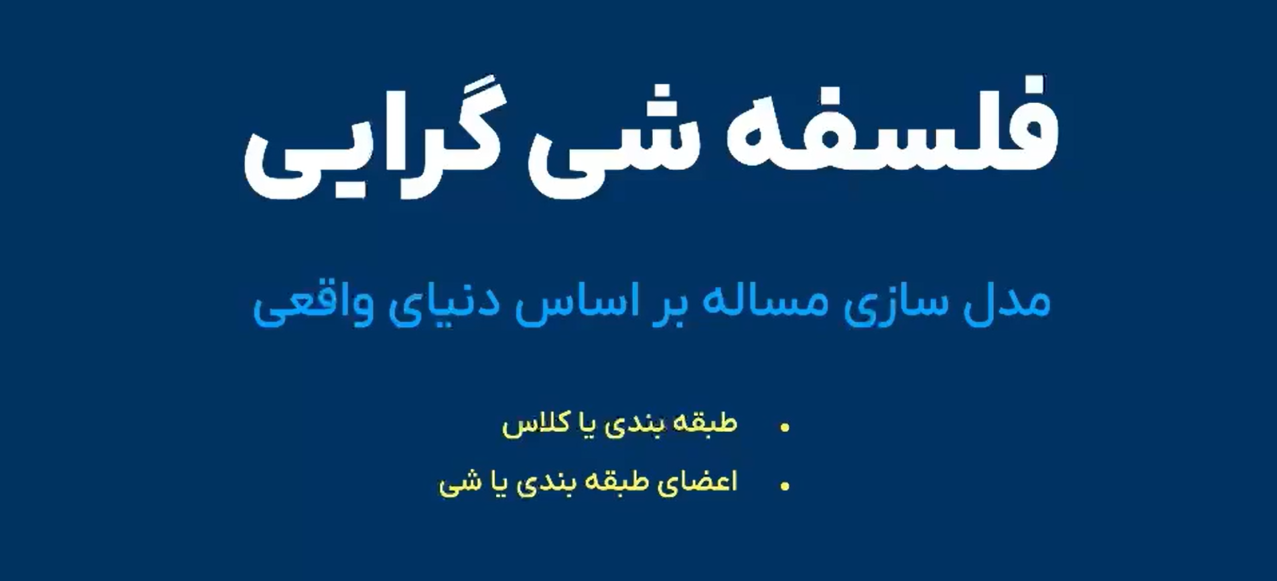 فلسفه شی گرایی
مدل سازی مساله بر اساس دنیای واقعی
• طبقه بندی یا کلاس
• اعضای طبقه بندی یا شی